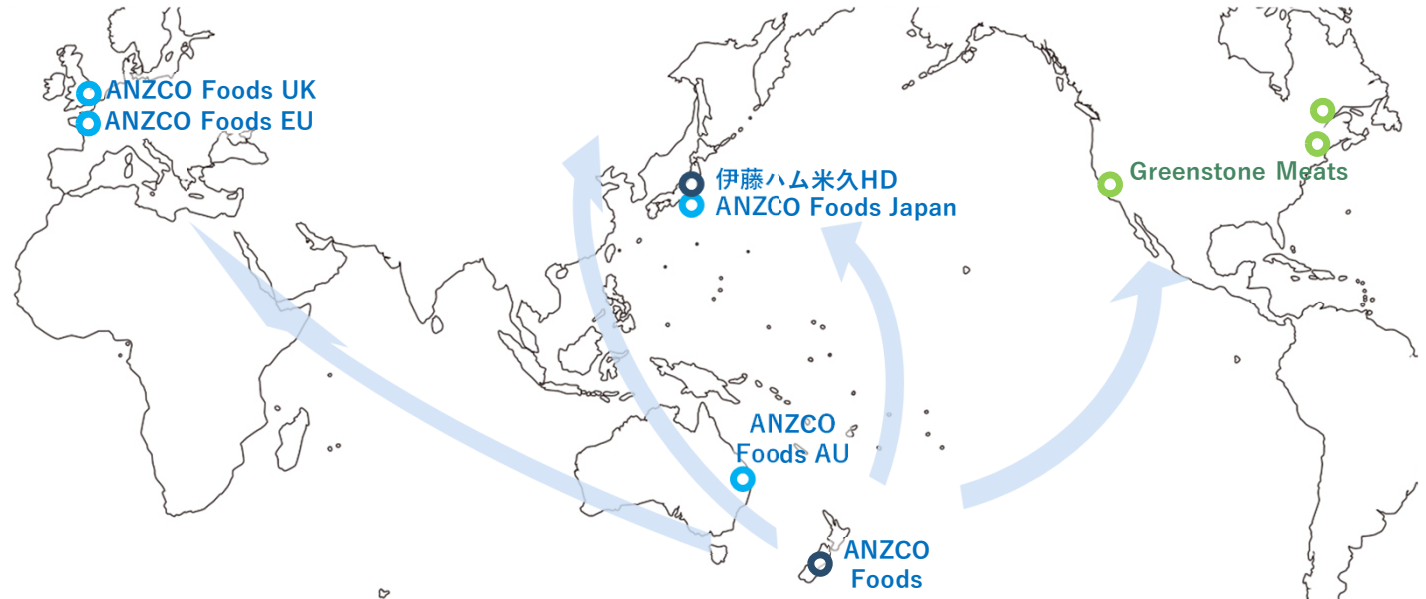 ANZCO Foods UK
ANZCO Foods EU
伊藤ハム米久HD
ANZCO Foods Japan
Greenstone Meats
ANZCO
Foods AU
ANZCO
Foods